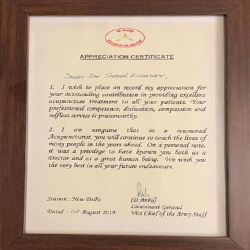 APPRECIATION CERTIFICATE
Dear Dr
1. I wish to place on record my appreciation for
your outstanding contribution in providing excellent
acupuncture treatment to all your patients. Your
professional competence, dedication, compassion and
selfless service is praiseworthy.
2. I am sanguine that as a renowned
Acupuncturist, you will continue to touch the lives of
many people in the years ahead. On a personal note,
it was a privilege to have known you both as a
Doctor and as a great human being. We wish you
the very best in all your future endeavours.
Station : New Delhi
(D Anbu)
Lieutenant General
Dated : August 2019
Vice Chief of the Army Staff